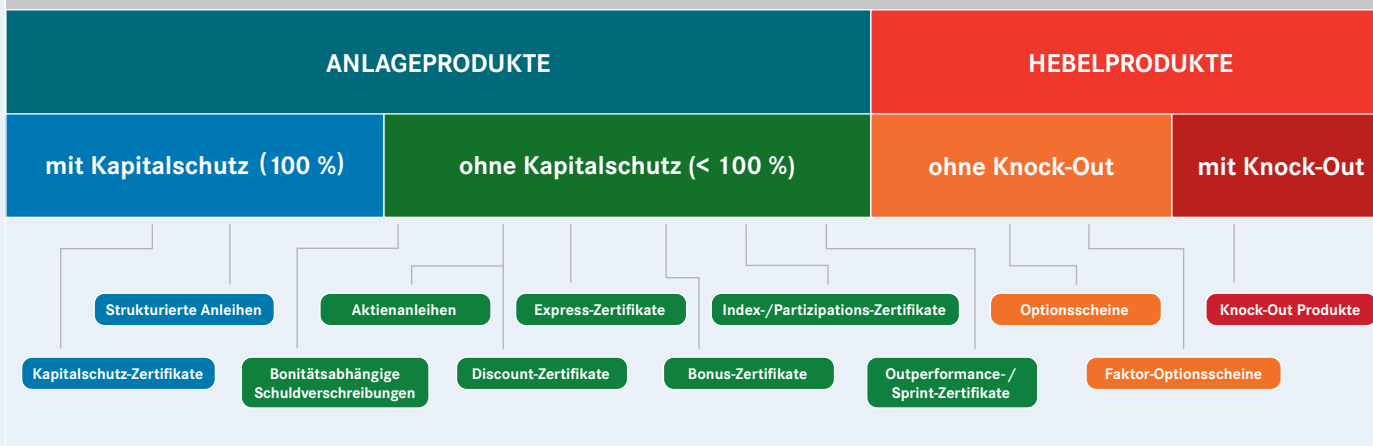 ANLAGEPRODUKTE
HEBELPRODUKTE
mit Kapitalschutz (100 %)
ohne Kapitalschutz (< 100 %)
ohne Knock-Out
mit Knock-Out
Strukturierte Anleihen
Aktienanleihen
Express-Zertifikate
Index-/Partizipations-Zertifikate
Optionsscheine
Knock-Out Produkte
Kapitalschutz-Zertifikate
Bonitätsabhängige
Schuldverschreibungen
Discount-Zertifikate
Bonus-Zertifikate
Outperformance-/
Sprint-Zertifikate
Faktor-Optionsscheine